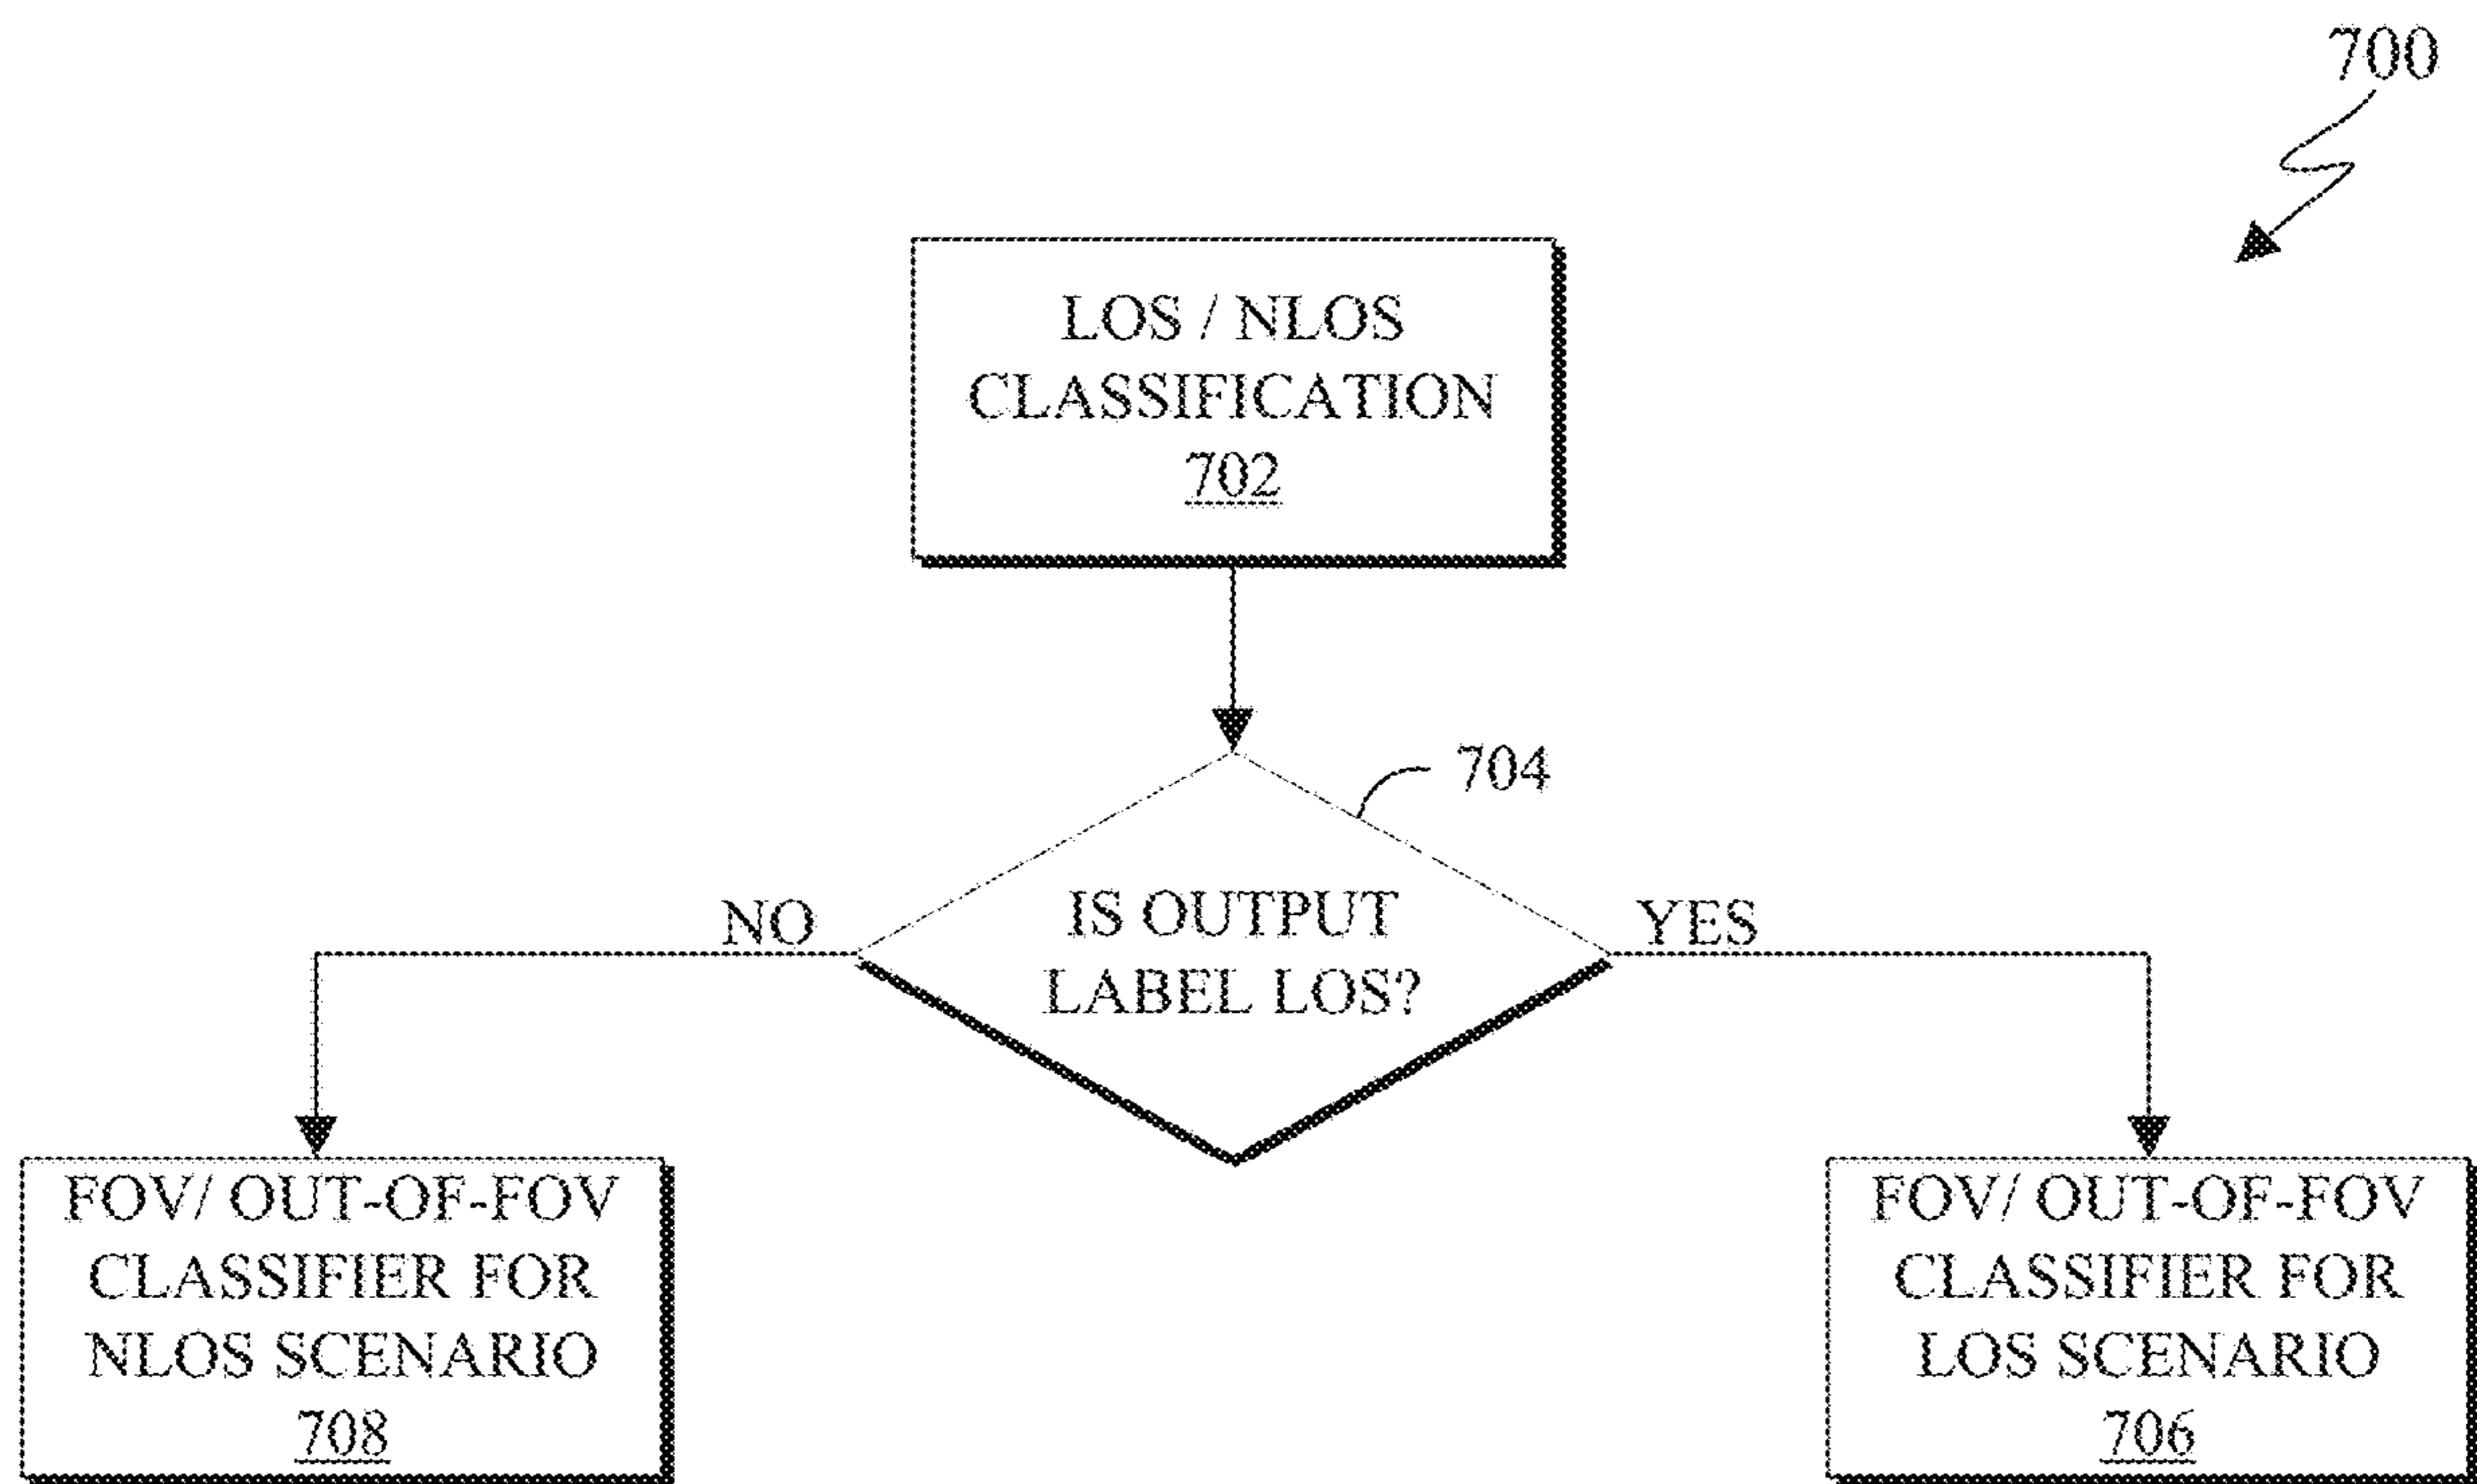 700
LOS / NLOS
CLASSIFICATION
702
704
IS OUTPUT
LABEL LOS?
NO
YES
FOV/ OUT-OF-FOV
CLASSIFIER FOR
NLOS SCENARIO
708
FOV/ OUT-OF-FOV
CLASSIFIER FOR
LOS SCENARIO
706